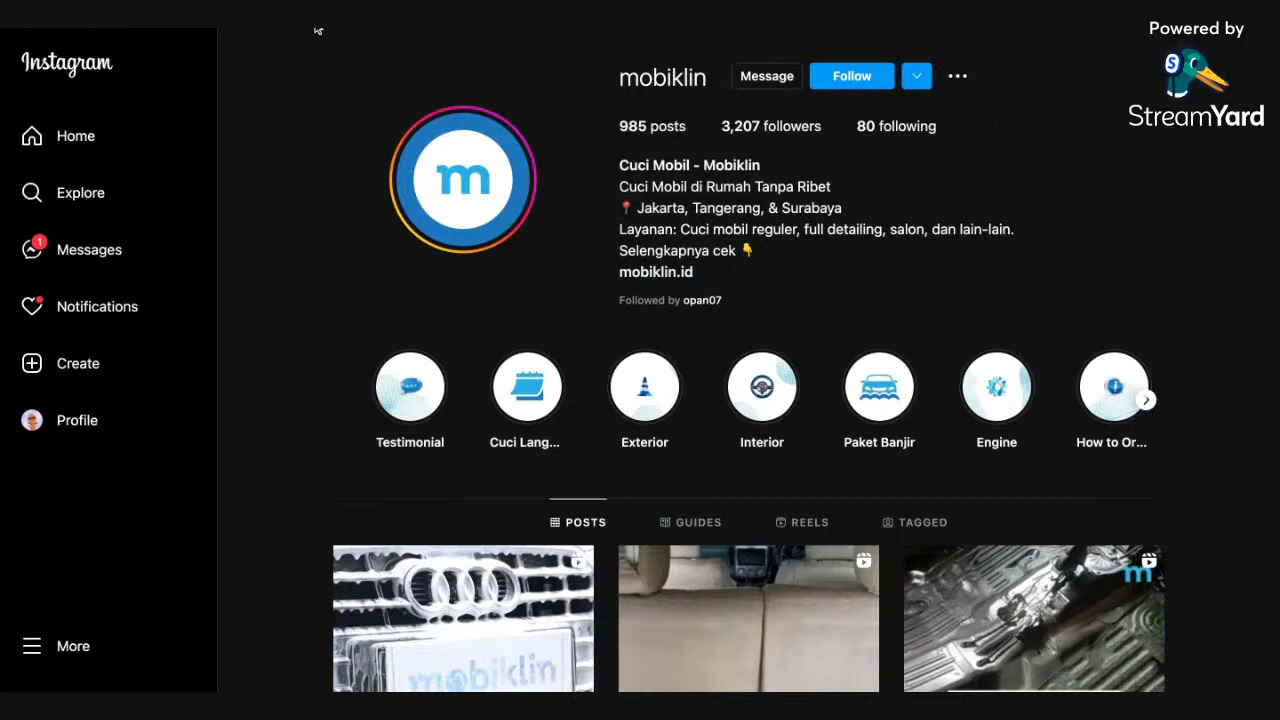 Powered by
StreamYard
Instagram
Home
Explore
1
Messages
Notifications
Create
Profile
More
mobiklin
Message
Follow
985 posts
3,207 followers
80 following
m
Cuci Mobil - Mobiklin
Cuci Mobil di Rumah Tanpa Ribet
📍 Jakarta, Tangerang, & Surabaya
Layanan: Cuci mobil reguler, full detailing, salon, dan lain-lain.
Selengkapnya cek 👇
mobiklin.id
Followed by opan07
Testimonial
Cuci Lang...
Exterior
Interior
Paket Banjir
Engine
How to Or...
POSTS
GUIDES
REELS
TAGGED
mobiklin
m